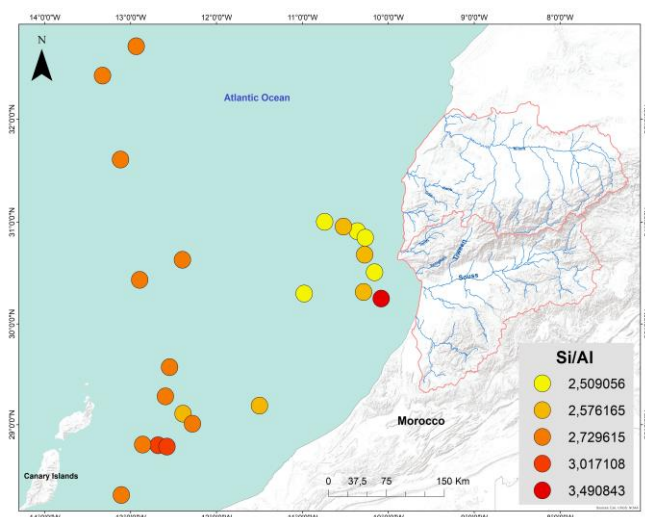 14°0'0"W 13°0'0"W 12°0'0"W 11°0'0"W 10°0'0"W 9°0'0"W 8°0'0"W
N
Atlantic Ocean
32°0'0"N
31°0'0"N
30°0'0"N
29°0'0"N
Souss
Morocco
Canary Islands
0 37,5 75 150 Km
Si/Al
2,509056
2,576165
2,729615
3,017108
3,490843